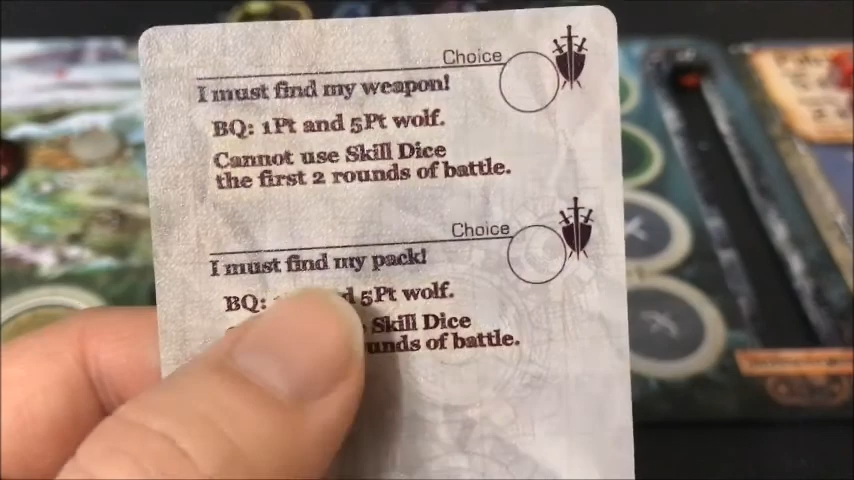 Choice
I must find my weapon!
BQ: 1Pt and 5Pt wolf.
Cannot use Skill Dice
the first 2 rounds of battle.
Choice
I must find my pack!
BQ: 5Pt wolf.
Skill Dice
of battle.